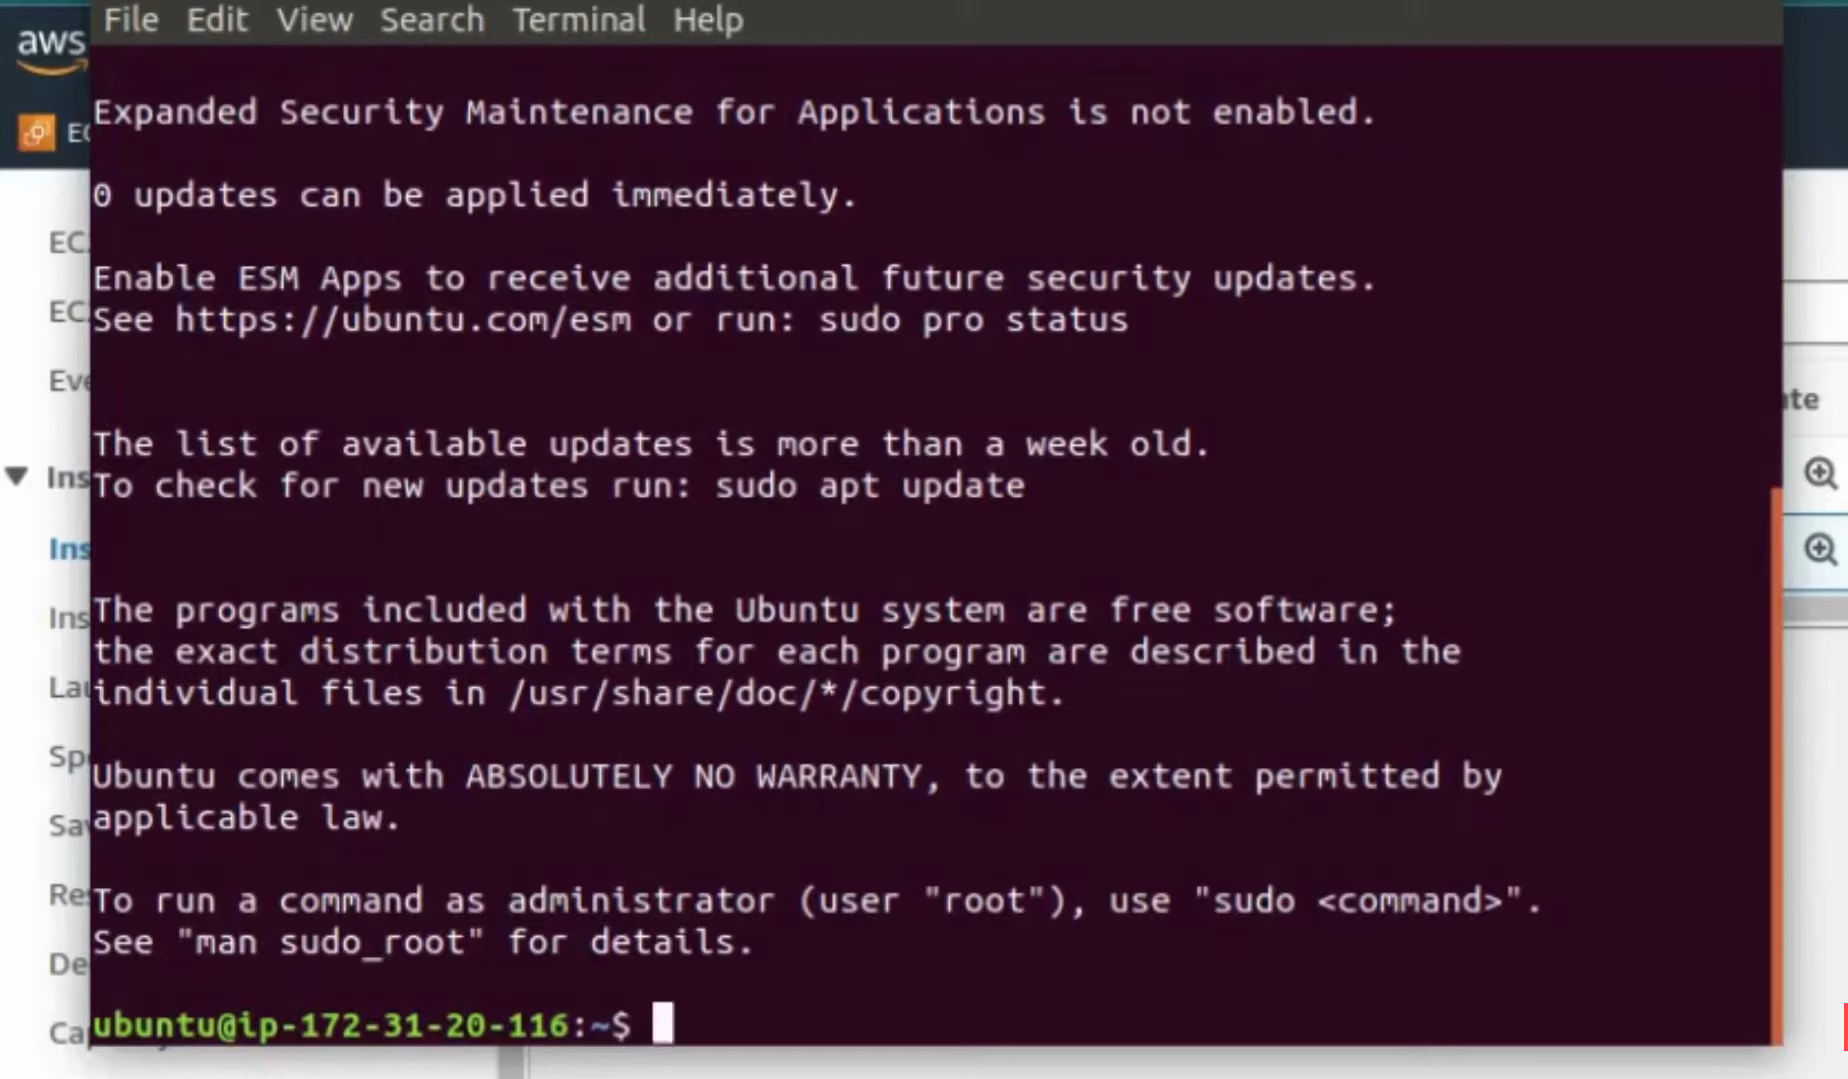 File Edit View Search Terminal Help
aws
Expanded Security Maintenance for Applications is not enabled.
0 updates can be applied immediately.
Enable ESM Apps to receive additional future security updates.
See https://ubuntu.com/esm or run: sudo pro status
The list of available updates is more than a week old.
To check for new updates run: sudo apt update
The programs included with the Ubuntu system are free software;
the exact distribution terms for each program are described in the
individual files in /usr/share/doc/*/copyright.
Ubuntu comes with ABSOLUTELY NO WARRANTY, to the extent permitted by
applicable law.
To run a command as administrator (user "root"), use "sudo <command>".
See "man sudo_root" for details.
ubuntu@ip-172-31-20-116:~$